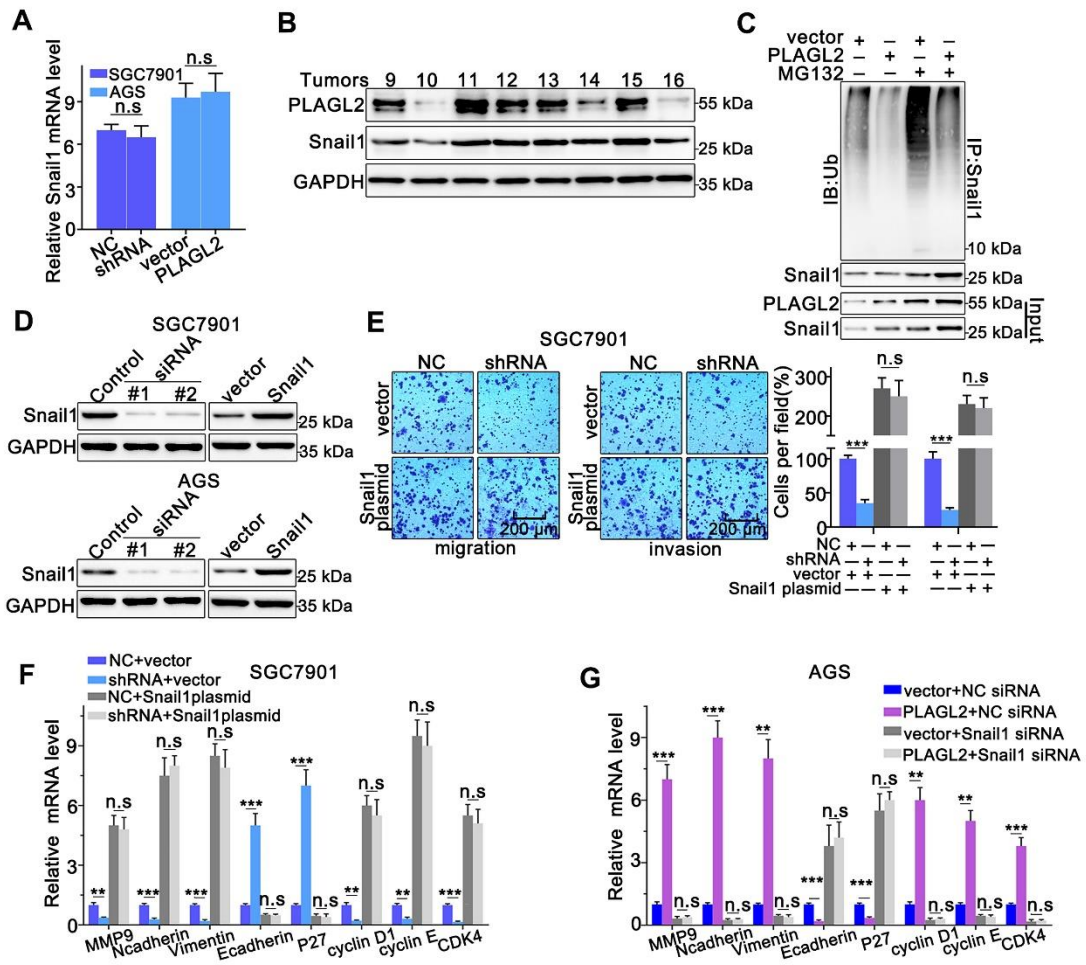 A
Relative Snail1 mRNA level
9
6
3
0
SGC7901
AGS
n.s
n.s
NC
shRNA
vector
PLAGL2
B
Tumors 9 10 11 12 13 14 15 16
PLAGL2 55 kDa
Snail1 25 kDa
GAPDH 35 kDa
C
vector + — + —
PLAGL2 — + — +
MG132 — — + +
IB:Ub
IP:Snail1
10 kDa
Snail1 25 kDa
PLAGL2 55 kDa
Snail1 25 kDa
Input
D
SGC7901
Control siRNA vector Snail1
#1 #2
Snail1 25 kDa
GAPDH 35 kDa
AGS
Control siRNA vector Snail1
#1 #2
Snail1 25 kDa
GAPDH 35 kDa
E
SGC7901
NC shRNA NC shRNA
vector vector
Snail1 plasmid Snail1 plasmid
200 μm 200 μm
migration invasion
Cells per field(%)
300
200
100
50
0
n.s n.s
*** ***
NC + — + — + — + —
shRNA — + — + — + — +
vector + + — — + + — —
Snail1 plasmid — — + + — — + +
F
SGC7901
NC+vector
shRNA+vector
NC+Snail1plasmid
shRNA+Snail1plasmid
Relative mRNA level
9
6
3
0
** n.s *** n.s *** n.s *** n.s *** n.s ** n.s ** n.s *** n.s
MMP9 Ncadherin Vimentin Ecadherin P27 cyclin D1 cyclin E CDK4
G
AGS
vector+NC siRNA
PLAGL2+NC siRNA
vector+Snail1 siRNA
PLAGL2+Snail1 siRNA
Relative mRNA level
9
6
3
0
*** n.s *** n.s ** n.s *** n.s *** n.s ** n.s ** n.s *** n.s
MMP9 Ncadherin Vimentin Ecadherin P27 cyclin D1 cyclin E CDK4